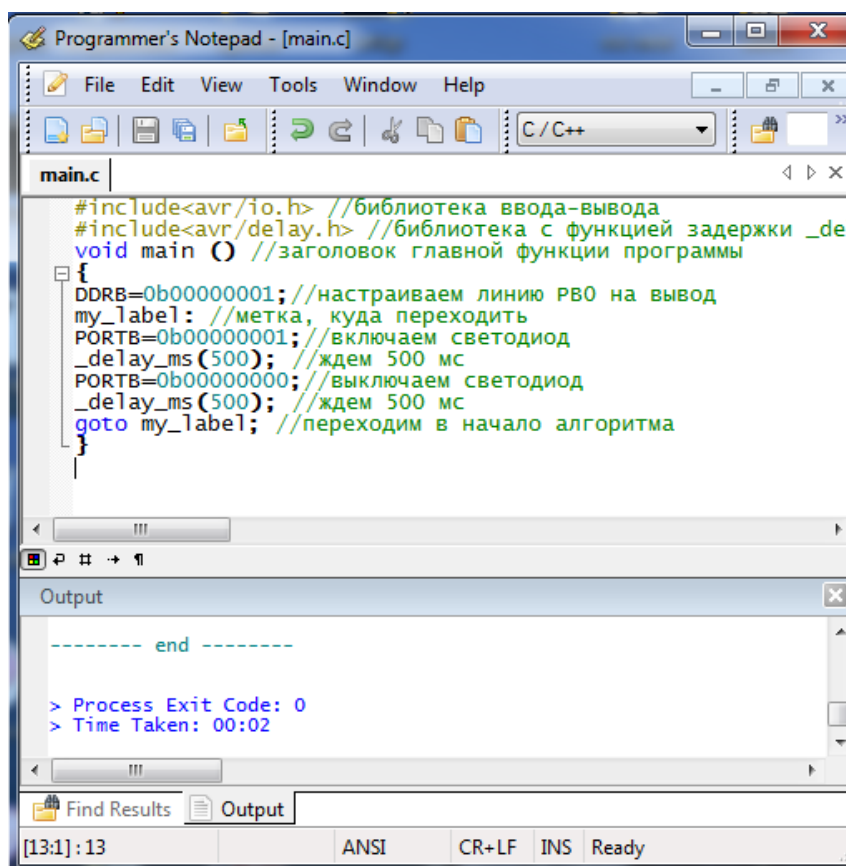 Programmer's Notepad - [main.c]
File Edit View Tools Window Help
C / C++
main.c
#include<avr/io.h> //библиотека ввода-вывода
#include<avr/delay.h> //библиотека с функцией задержки _de
void main () //заголовок главной функции программы
{
DDRB=0b00000001;//настраиваем линию PB0 на вывод
my_label: //метка, куда переходить
PORTB=0b00000001;//включаем светодиод
_delay_ms(500); //ждем 500 мс
PORTB=0b00000000;//выключаем светодиод
_delay_ms(500); //ждем 500 мс
goto my_label; //переходим в начало алгоритма
}
Output
-------- end --------
> Process Exit Code: 0
> Time Taken: 00:02
Find Results Output
[13:1] : 13 ANSI CR+LF INS Ready